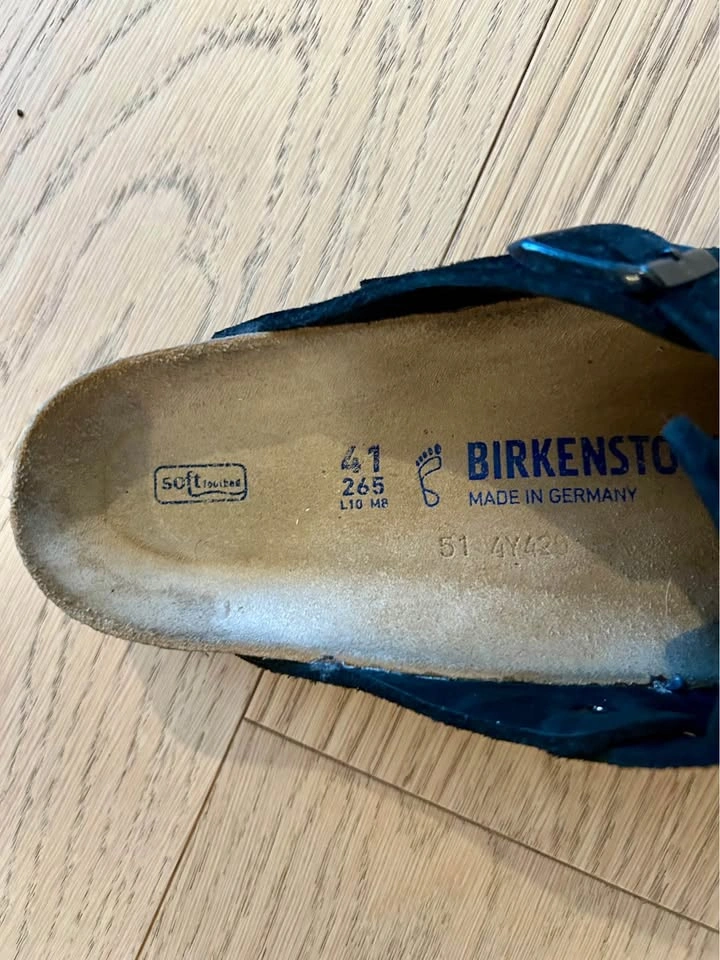 soft footbed
41
265
L10 M8
BIRKENSTO
MADE IN GERMANY
51 4Y42